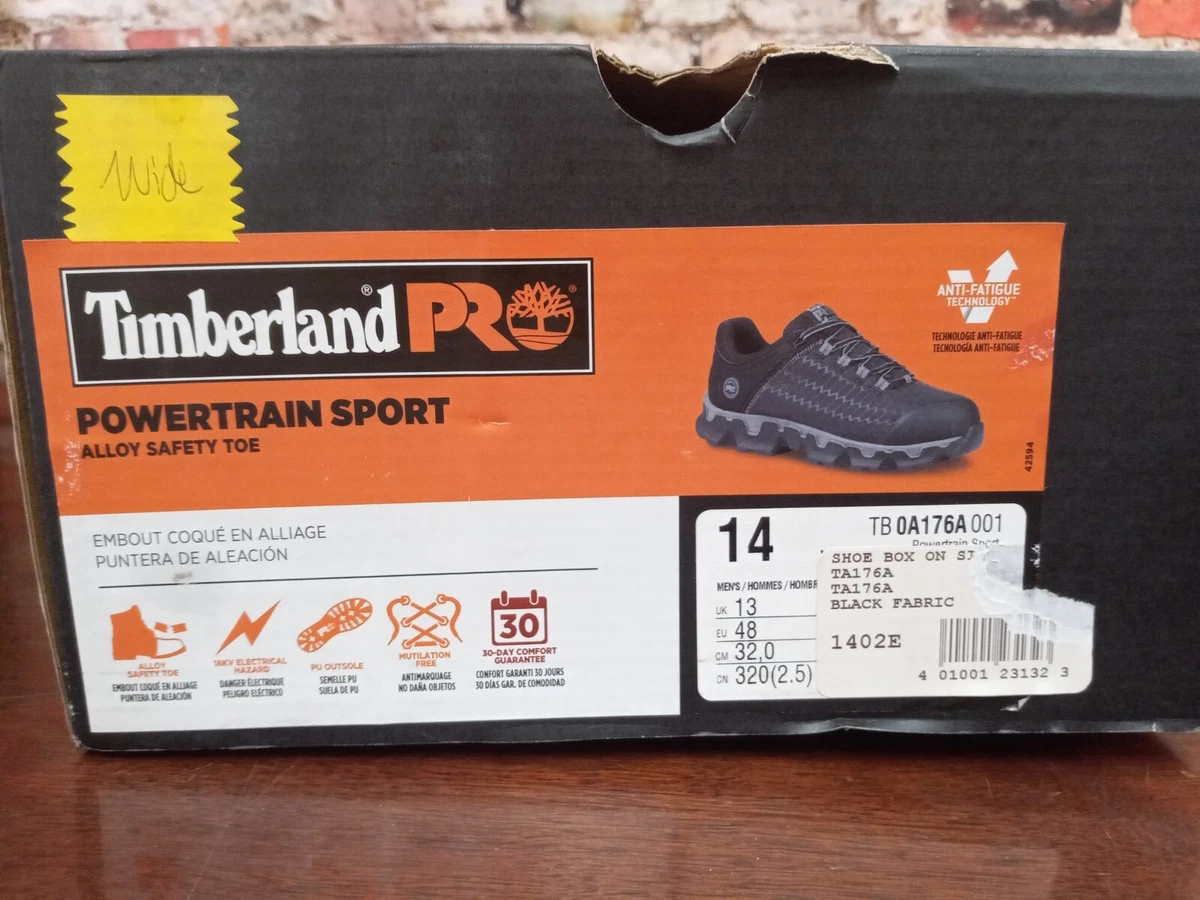 Wide
Timberland® PRO®
POWERTRAIN SPORT
ALLOY SAFETY TOE
ANTI-FATIGUE
TECHNOLOGY™
TECHNOLOGIE ANTI-FATIGUE
TECNOLOGÍA ANTI-FATIGUE
42594
EMBOUT COQUÉ EN ALLIAGE
PUNTERA DE ALEACIÓN
ALLOY
SAFETY TOE
EMBOUT COQUÉ EN ALLIAGE
PUNTERA DE ALEACIÓN
18KV ELECTRICAL
HAZARD
DANGER ÉLECTRIQUE
PELIGRO ELÉCTRICO
PU OUTSOLE
SEMELLE PU
SUELA DE PU
MUTILATION
FREE
ANTIMARQUAGE
NO DAÑA OBJETOS
30
30-DAY COMFORT
GUARANTEE
CONFORT GARANTI 30 JOURS
30 DÍAS GAR. DE COMODIDAD
14
TB 0A176A 001
Powertrain Sport
MEN'S / HOMMES / HOMBR
UK 13
EU 48
CM 32,0
CN 320(2.5)
SHOE BOX ON
TA176A
TA176A
BLACK FABRIC
1402E
4 01001 23132 3